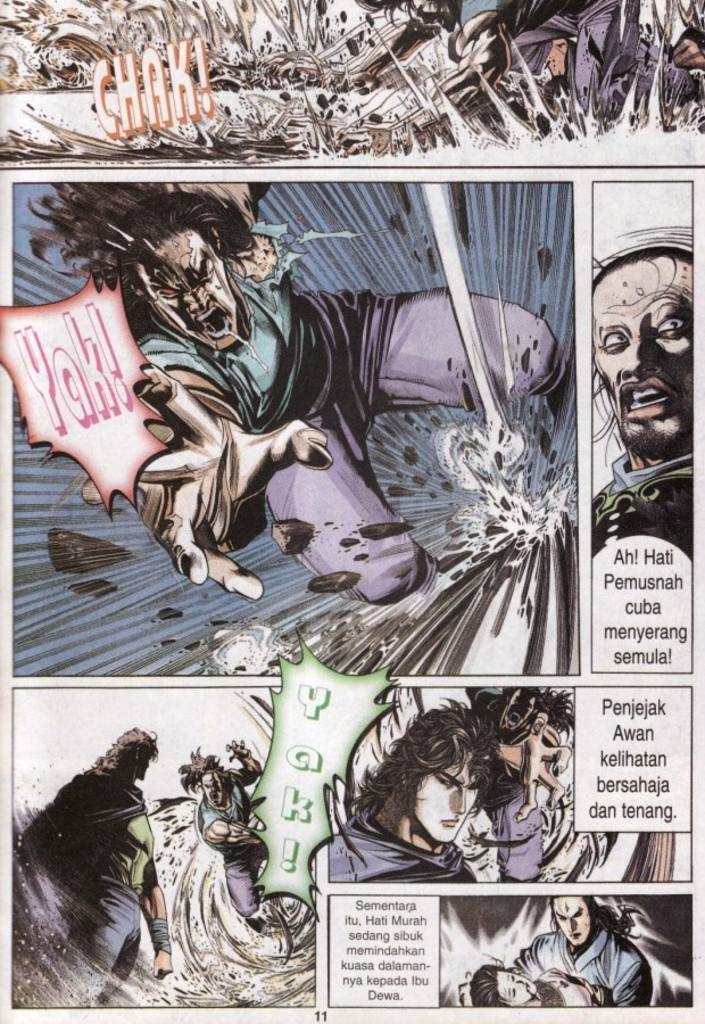 CHAK!
Yak!
Ah! Hati
Pemusnah
cuba
menyerang
semula!
Yak!
Penjejak
Awan
kelihatan
bersahaja
dan tenang.
Sementara
itu, Hati Murah
sedang sibuk
memindahkan
kuasa dalaman-
nya kepada Ibu
Dewa.
11